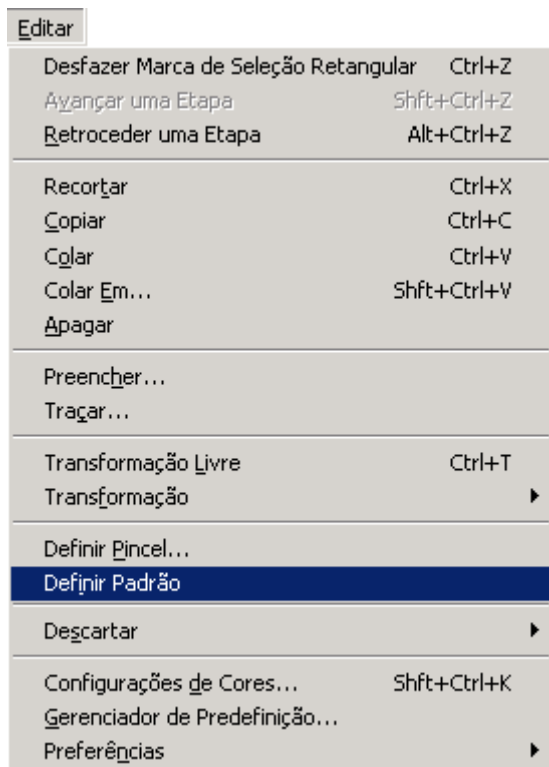 Editar
Desfazer Marca de Seleção Retangular Ctrl+Z
Avançar uma Etapa Shft+Ctrl+Z
Retroceder uma Etapa Alt+Ctrl+Z
Recortar Ctrl+X
Copiar Ctrl+C
Colar Ctrl+V
Colar Em... Shft+Ctrl+V
Apagar
Preencher...
Traçar...
Transformação Livre Ctrl+T
Transformação
Definir Pincel...
Definir Padrão
Descartar
Configurações de Cores... Shft+Ctrl+K
Gerenciador de Predefinição...
Preferências